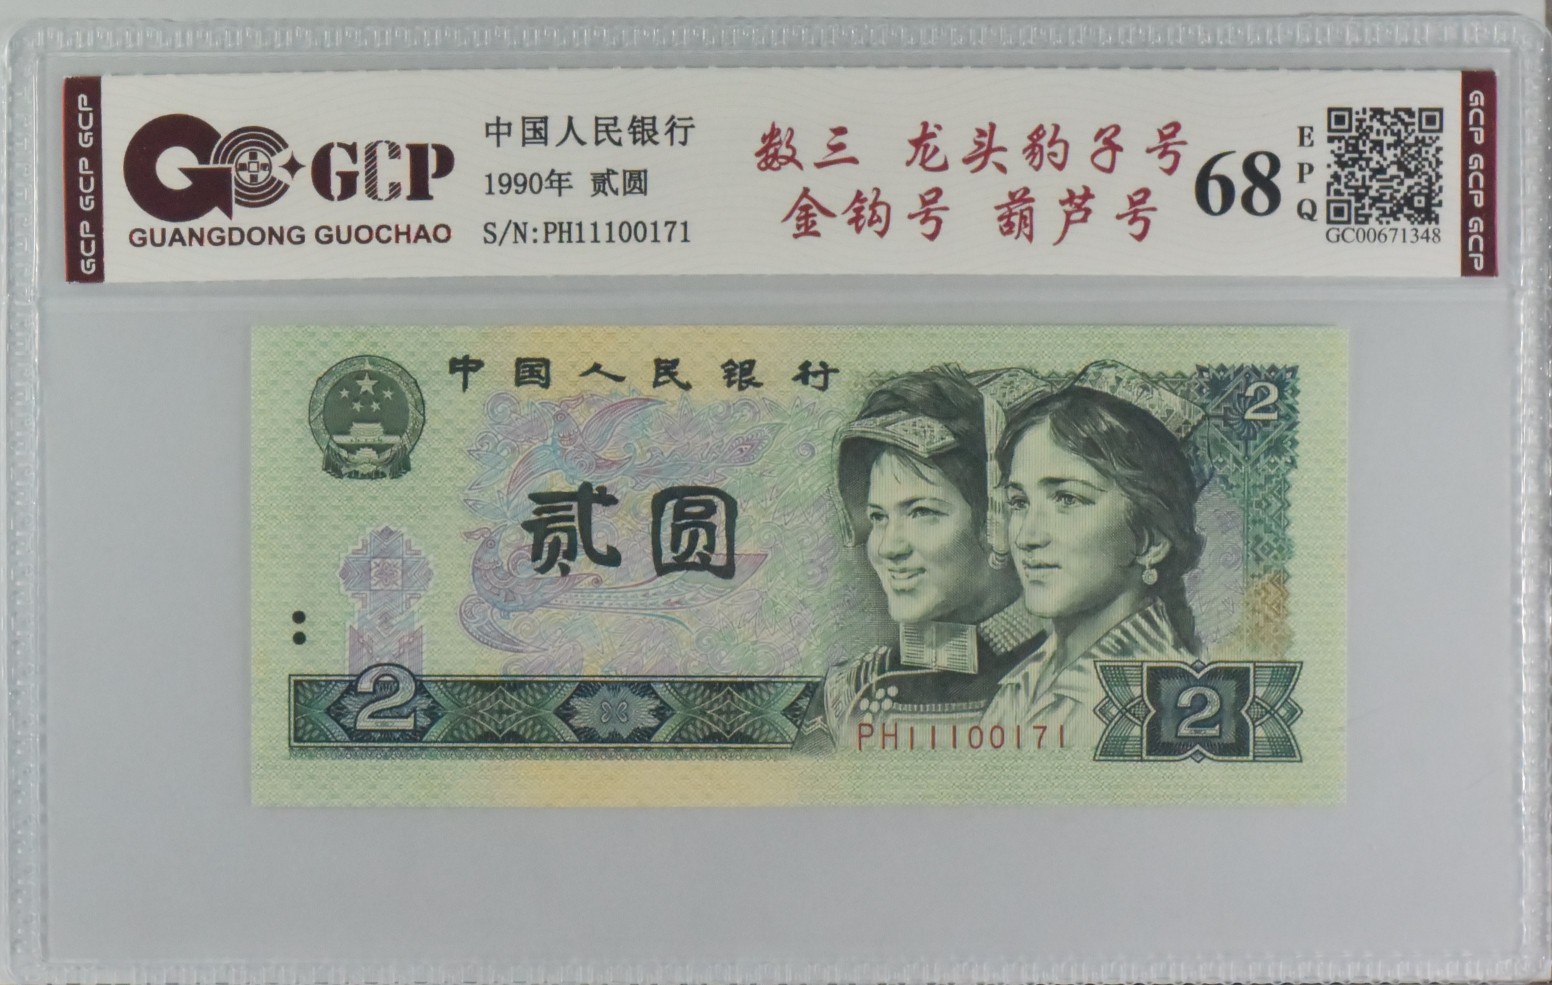 GCP GCP GCP
GCP
GUANGDONG GUOCHAO
中国人民银行
1990年 贰圆
S/N:PH11100171
数三 龙头豹子号
金钩号 葫芦号
68
EPQ
GC00671348
GCP GCP GCP
中国人民银行
2
贰圆
2
PH11100171
2